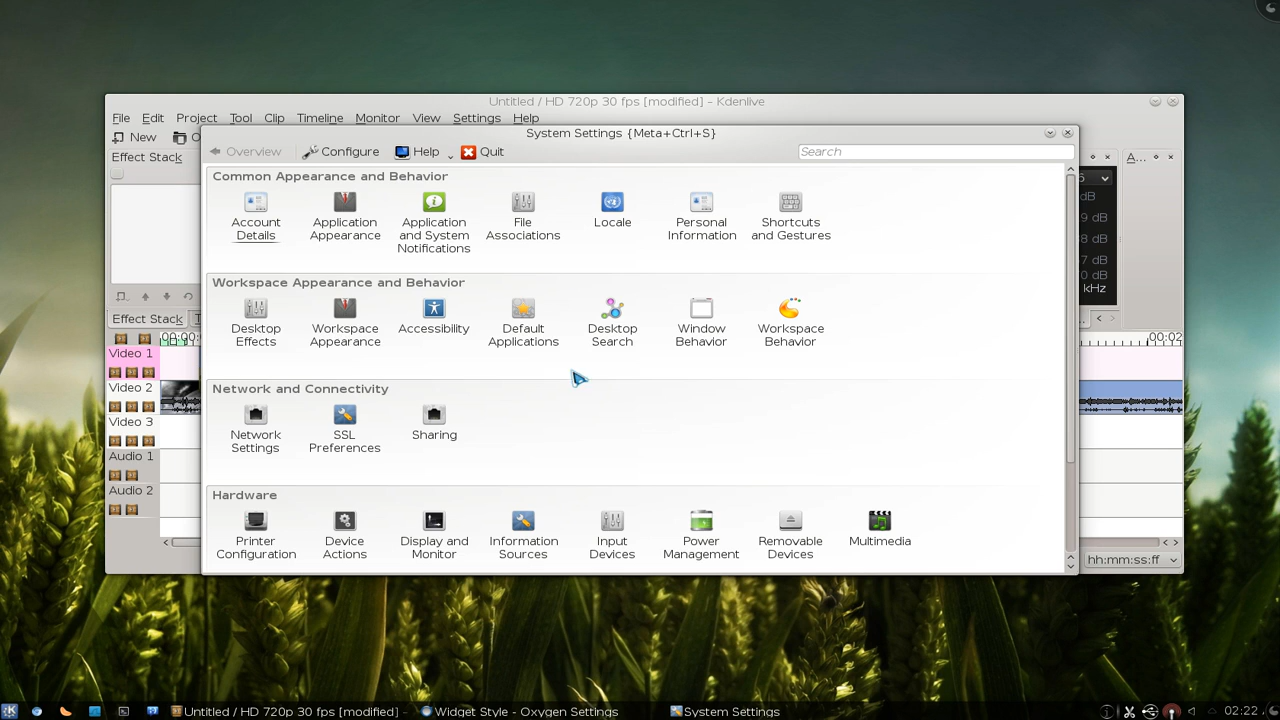 Untitled / HD 720p 30 fps [modified] – Kdenlive
File Edit Project Tool Clip Timeline Monitor View Settings Help
New
Effect Stack
System Settings {Meta+Ctrl+S}
Overview Configure Help Quit Search
A...
Common Appearance and Behavior
Account Details
Application Appearance
Application and System Notifications
File Associations
Locale
Personal Information
Shortcuts and Gestures
dB
9 dB
8 dB
7 dB
0 dB
kHz
Workspace Appearance and Behavior
Desktop Effects
Workspace Appearance
Accessibility
Default Applications
Desktop Search
Window Behavior
Workspace Behavior
Effect Stack
00:00:
00:02
Video 1
Video 2
Video 3
Audio 1
Audio 2
Network and Connectivity
Network Settings
SSL Preferences
Sharing
Hardware
Printer Configuration
Device Actions
Display and Monitor
Information Sources
Input Devices
Power Management
Removable Devices
Multimedia
hh:mm:ss:ff
Untitled / HD 720p 30 fps [modified] –
Widget Style – Oxygen Settings
System Settings
02:22